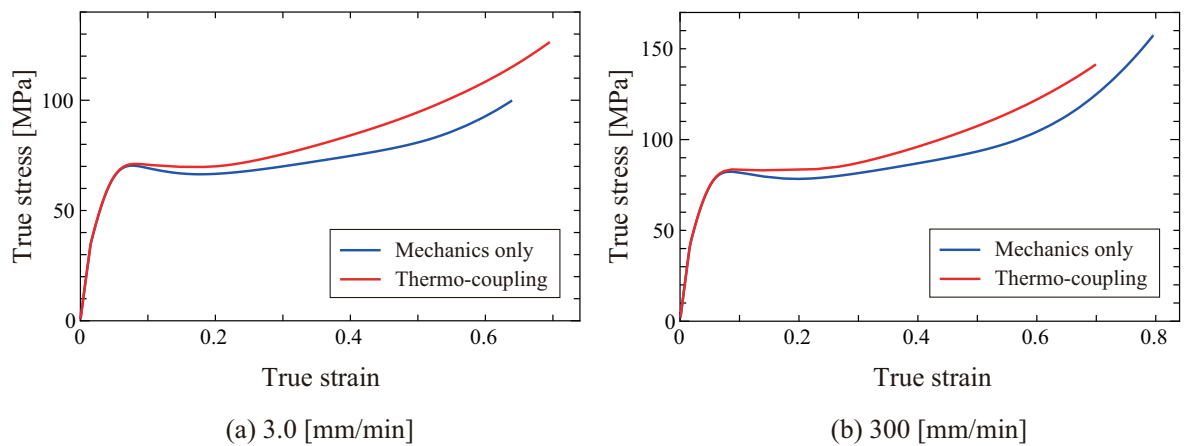 True stress [MPa]
100
50
0
0
0.2
0.4
0.6
Mechanics only
Thermo-coupling
True strain
(a) 3.0 [mm/min]
True stress [MPa]
150
100
50
0
0
0.2
0.4
0.6
0.8
Mechanics only
Thermo-coupling
True strain
(b) 300 [mm/min]